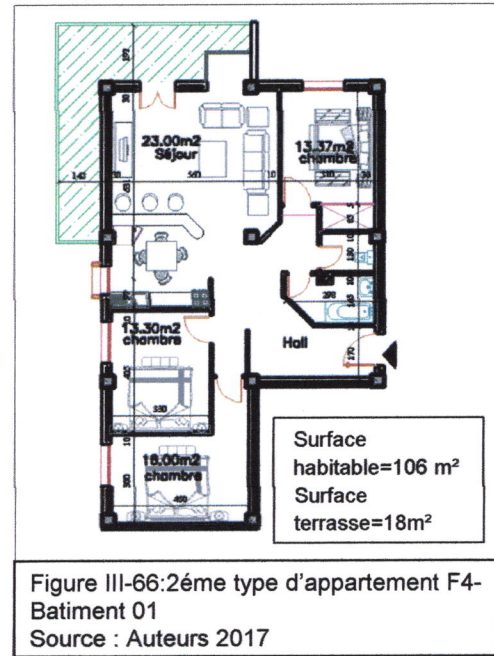 23.00m2
Séjour
13.37m2
chambre
13.30m2
chambre
Hall
18.00m2
chambre
Surface
habitable=106 m²
Surface
terrasse=18m²
Figure III-66:2éme type d'appartement F4-
Batiment 01
Source : Auteurs 2017